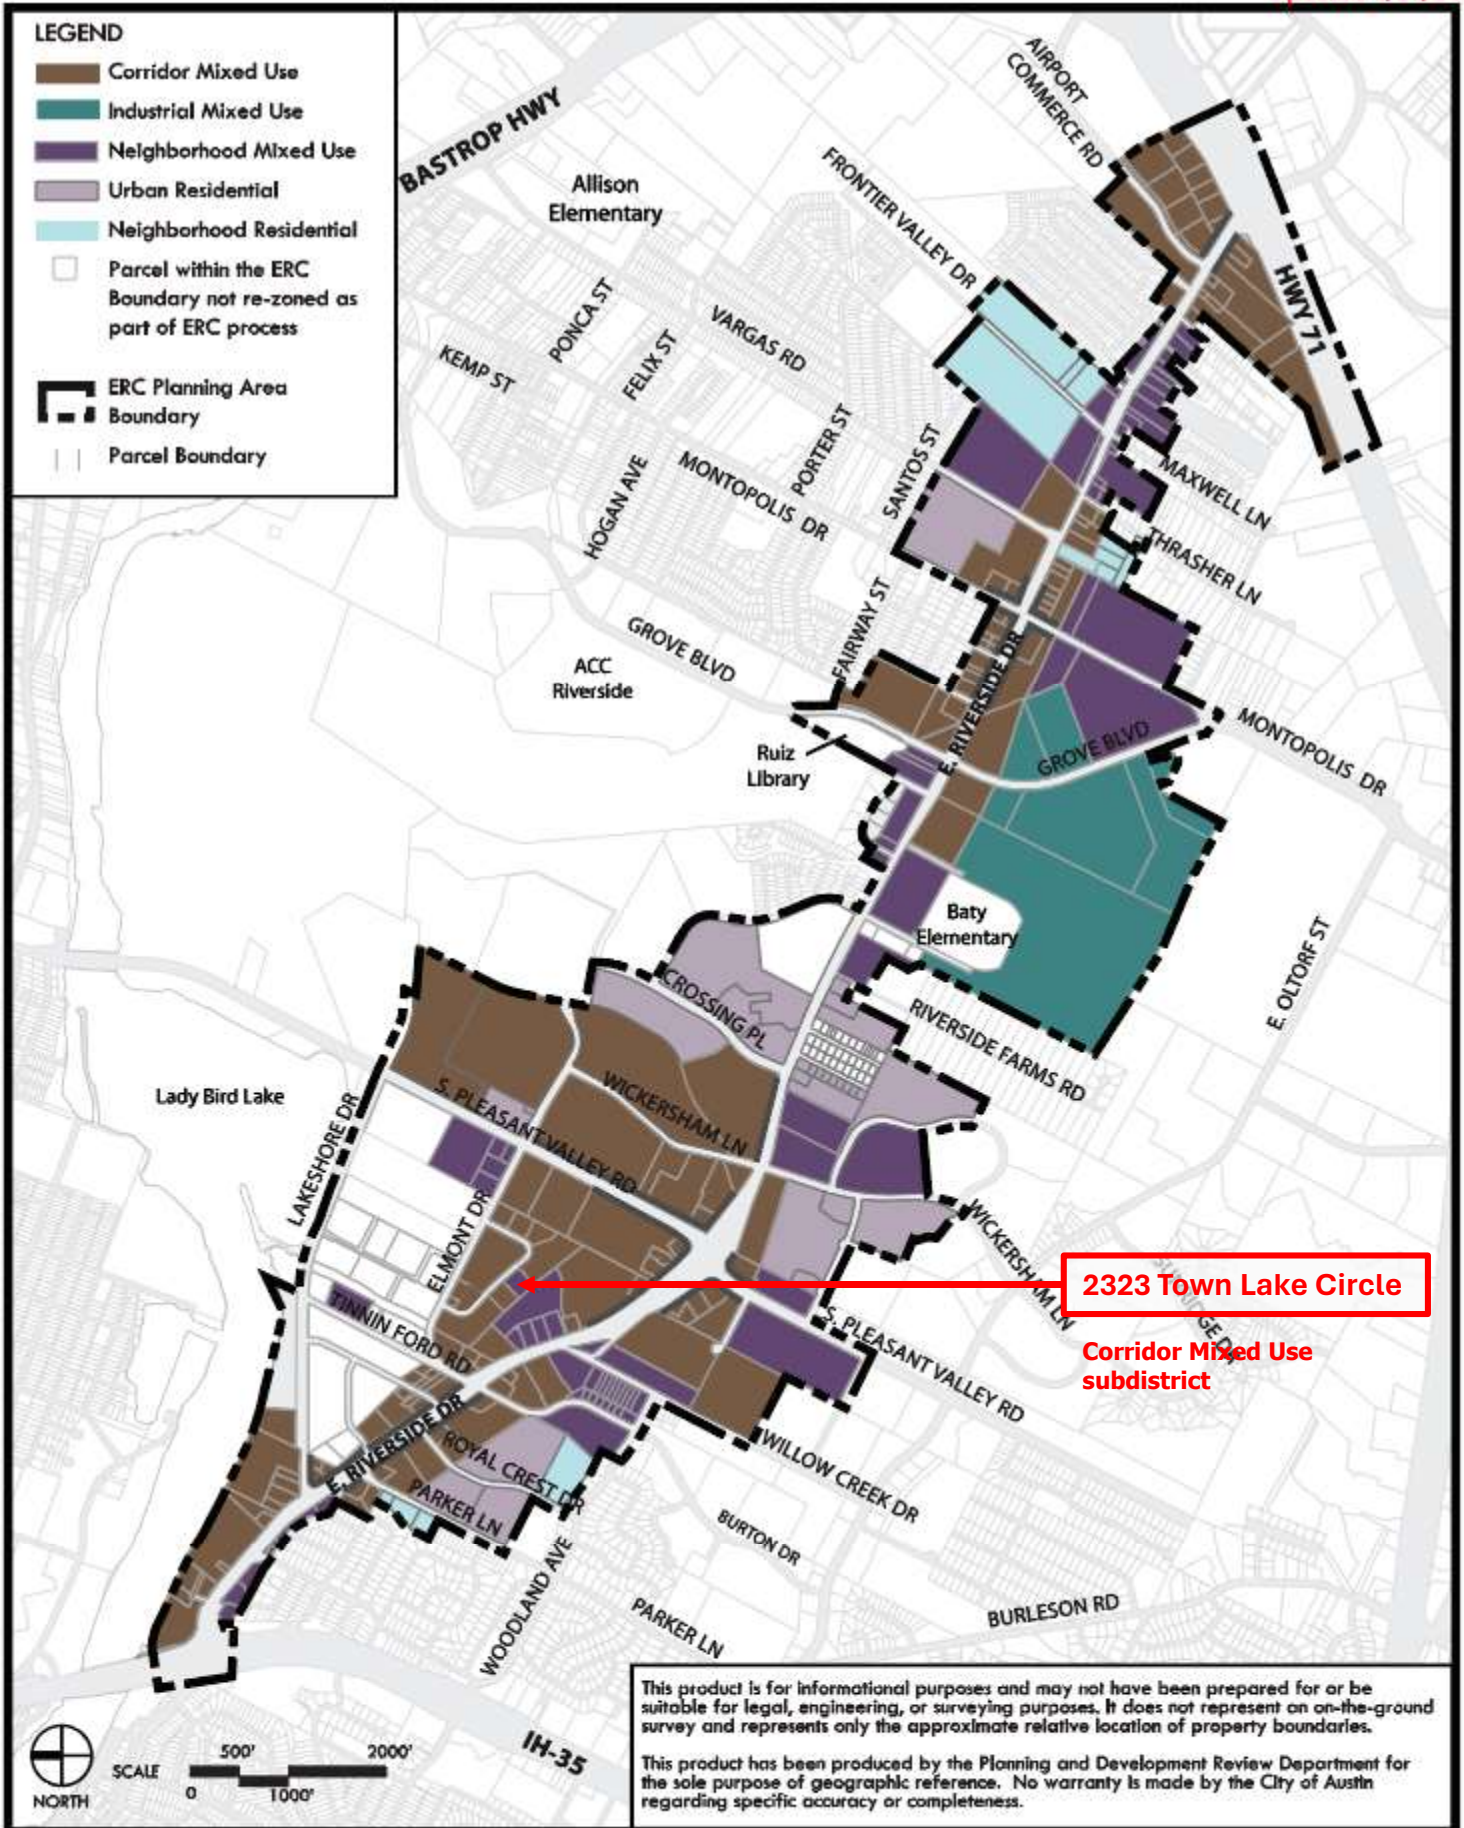 LEGEND
Corridor Mixed Use
Industrial Mixed Use
Neighborhood Mixed Use
Urban Residential
Neighborhood Residential
Parcel within the ERC
Boundary not re-zoned as
part of ERC process
ERC Planning Area
Boundary
Parcel Boundary
BASTROP HWY
Allison
Elementary
AIRPORT
COMMERCE RD
FRONTIER VALLEY DR
HWY 71
PONCA ST
VARGAS RD
FELIX ST
KEMP ST
PORTER ST
SANTOS ST
MONTOPOLIS DR
HOGAN AVE
MAXWELL LN
THRASHER LN
FAIRWAY ST
GROVE BLVD
ACC
Riverside
E. RIVERSIDE DR
Ruiz
Library
GROVE BLVD
MONTOPOLIS DR
Baty
Elementary
E. OLTORF ST
CROSSING PL
RIVERSIDE FARMS RD
Lady Bird Lake
LAKESHORE DR
S. PLEASANT VALLEY RD
WICKERSHAM LN
ELMONT DR
WICKERSHAM LN
2323 Town Lake Circle
TINNIN FORD RD
S. PLEASANT VALLEY RD
Corridor Mixed Use
subdistrict
E. RIVERSIDE DR
ROYAL CREST DR
PARKER LN
WILLOW CREEK DR
BURTON DR
WOODLAND AVE
PARKER LN
BURLESON RD
IH-35
NORTH
SCALE
500'
2000'
0
1000'
This product is for informational purposes and may not have been prepared for or be
suitable for legal, engineering, or surveying purposes. It does not represent an on-the-ground
survey and represents only the approximate relative location of property boundaries.
This product has been produced by the Planning and Development Review Department for
the sole purpose of geographic reference. No warranty is made by the City of Austin
regarding specific accuracy or completeness.